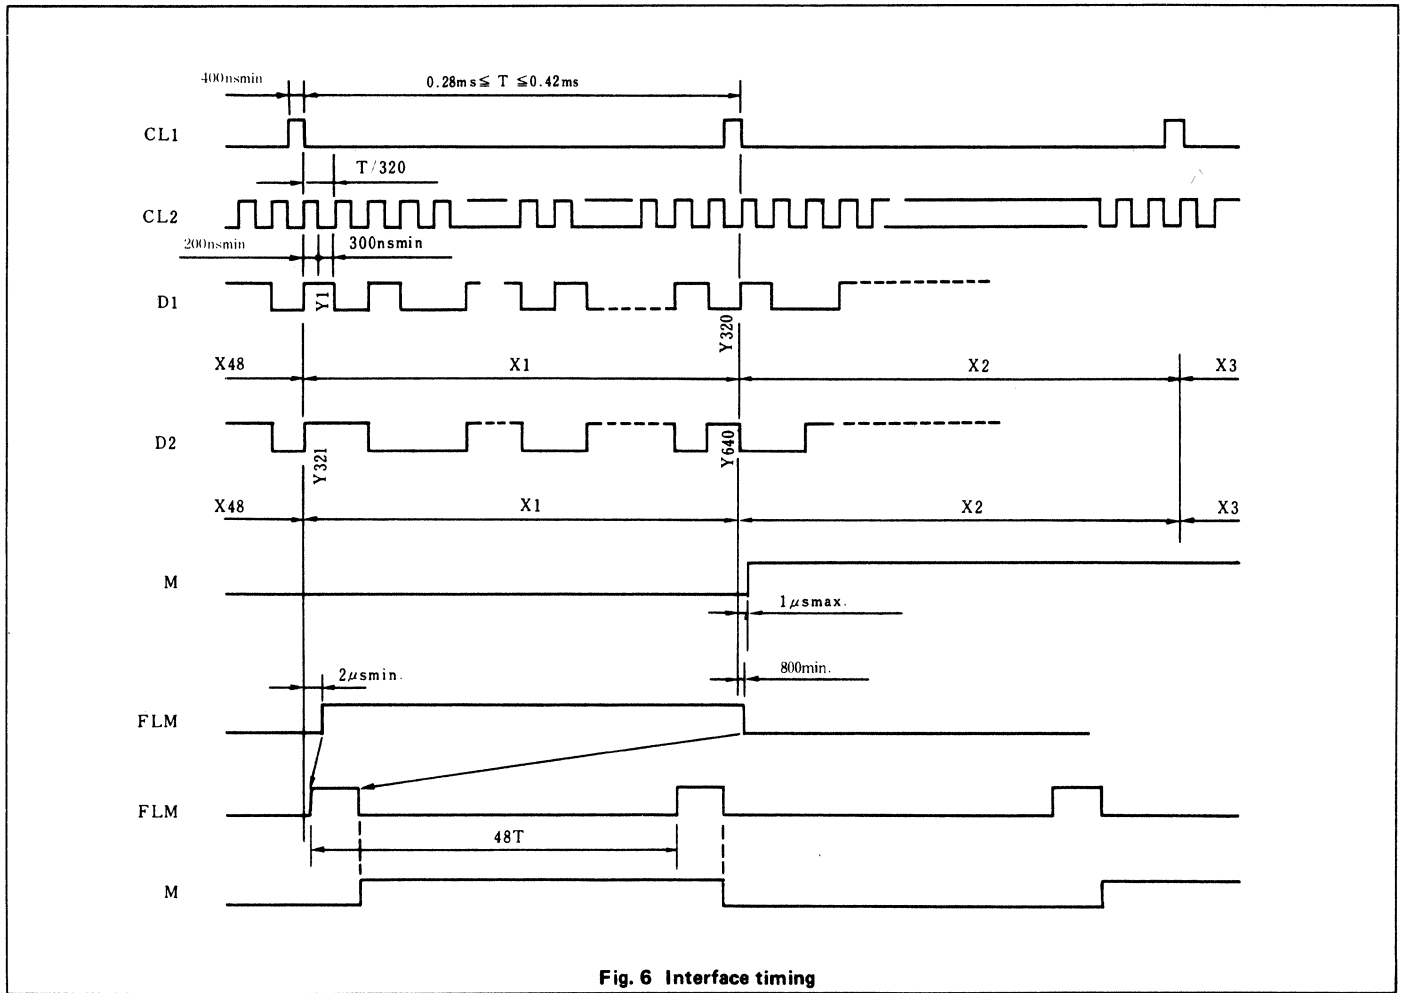 400nsmin
0.28ms≦ T ≦0.42ms
CL1
T/320
CL2
200nsmin
300nsmin
D1
Y1
Y320
X48
X1
X2
X3
D2
Y321
Y640
X48
X1
X2
X3
M
1μsmax.
2μsmin.
800min.
FLM
FLM
48T
M
Fig. 6 Interface timing